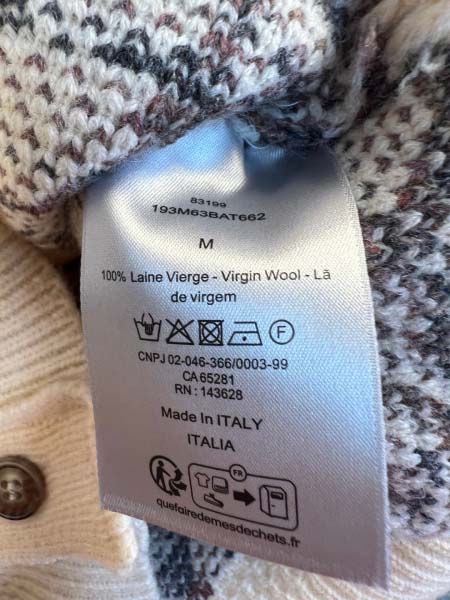 83199
193M63BAT662
M
100% Laine Vierge - Virgin Wool - Lã
de virgem
F
CNPJ 02-046-366/0003-99
CA 65281
RN : 143628
Made In ITALY
ITALIA
FR
quefairedemesdechets.fr